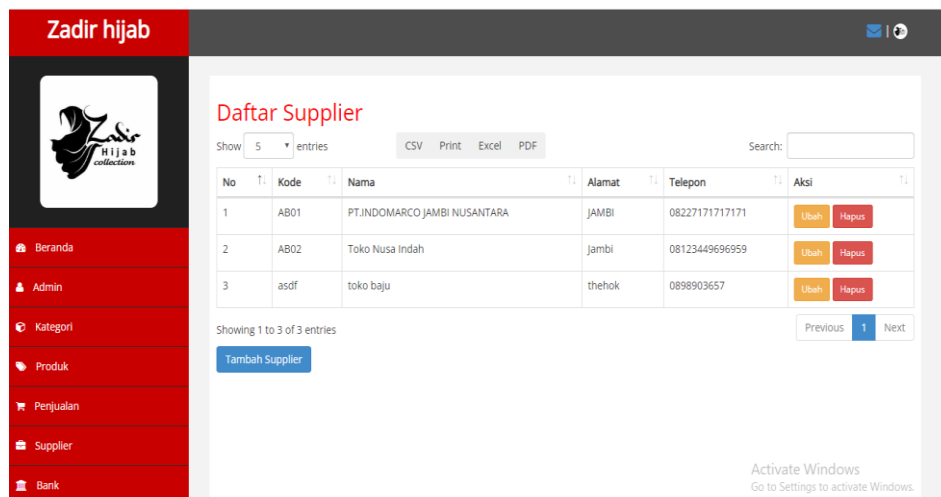 Zadir hijab
|
Zadir
Hijab
collection
Beranda
Admin
Kategori
Produk
Penjualan
Supplier
Bank
Daftar Supplier
Show 5 entries CSV Print Excel PDF Search:
No Kode Nama Alamat Telepon Aksi
1 AB01 PT.INDOMARCO JAMBI NUSANTARA JAMBI 08227171717171 Ubah Hapus
2 AB02 Toko Nusa Indah Jambi 08123449696959 Ubah Hapus
3 asdf toko baju thehok 0898903657 Ubah Hapus
Showing 1 to 3 of 3 entries Previous 1 Next
Tambah Supplier
Activate Windows
Go to Settings to activate Windows.